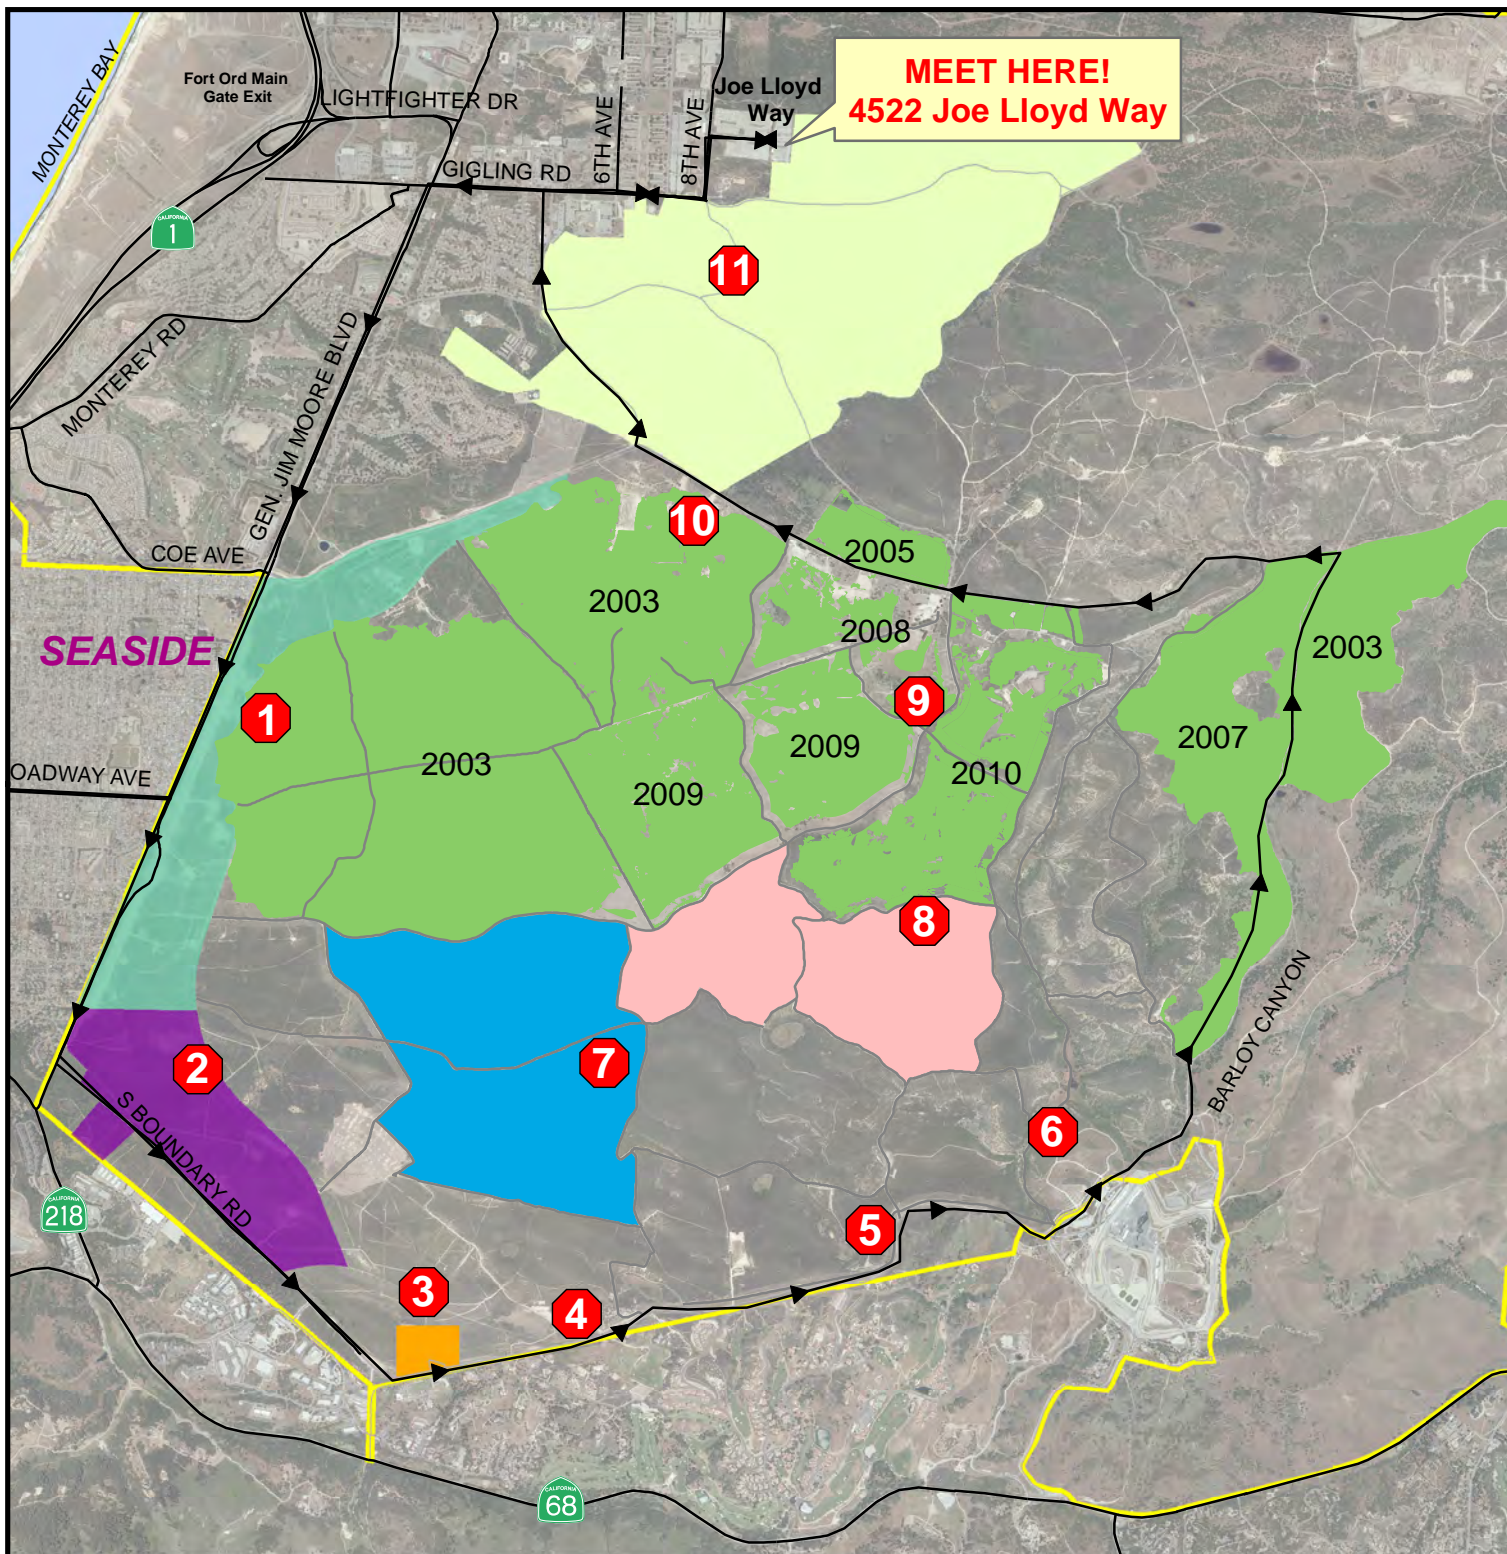 MONTEREY BAY
Fort Ord Main
Gate Exit
LIGHTFIGHTER DR
6TH AVE
8TH AVE
Joe Lloyd
Way
MEET HERE!
4522 Joe Lloyd Way
GIGLING RD
CALIFORNIA
1
11
MONTEREY RD
GEN. JIM MOORE BLVD
10
2005
COE AVE
2003
2008
SEASIDE
2003
1
9
2009
2007
2003
2009
2010
OADWAY AVE
8
BARLOY CANYON
2
7
S BOUNDARY RD
6
CALIFORNIA
218
5
3
4
CALIFORNIA
68